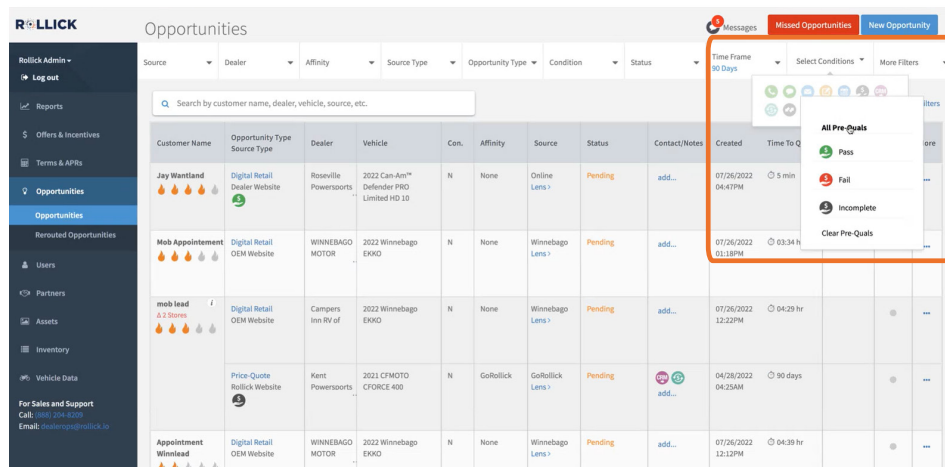 ROLLICK
Opportunities
8
Messages
Missed Opportunities
New Opportunity
Rollick Admin
Log out
Reports
Offers & Incentives
Terms & APRs
Opportunities
Opportunities
Rerouted Opportunities
Users
Partners
Assets
Inventory
Vehicle Data
For Sales and Support
Call: (888) 204-8209
Email: dealerops@rollick.io
Source
Dealer
Affinity
Source Type
Opportunity Type
Condition
Status
Time Frame
90 Days
Select Conditions
More Filters
Search by customer name, dealer, vehicle, source, etc.
All Pre-Quals
Pass
Fail
Incomplete
Clear Pre-Quals
Customer Name
Opportunity Type
Source Type
Dealer
Vehicle
Con.
Affinity
Source
Status
Contact/Notes
Created
Jay Wantland
Digital Retail
Dealer Website
Roseville
Powersports
2022 Can-Am™
Defender PRO
Limited HD 10
N
None
Online
Lens >
Pending
add...
07/26/2022
04:47PM
5 min
Mob Appointement
Digital Retail
OEM Website
WINNEBAGO
MOTOR
2022 Winnebago
EKKO
N
None
Winnebago
Lens >
Pending
add...
07/26/2022
01:18PM
03:34 h
mob lead
i
2 Stores
Digital Retail
OEM Website
Campers
Inn RV of
2022 Winnebago
EKKO
N
None
Winnebago
Lens >
Pending
add...
07/26/2022
12:22PM
04:29 hr
Price-Quote
Rollick Website
Kent
Powersports
2021 CFMOTO
CFORCE 400
N
GoRollick
GoRollick
Lens >
Pending
CRM
add...
04/28/2022
04:25AM
90 days
Appointment
Winnlead
Digital Retail
OEM Website
WINNEBAGO
MOTOR
2022 Winnebago
EKKO
N
None
Winnebago
Lens >
Pending
add...
07/26/2022
12:12PM
04:39 hr